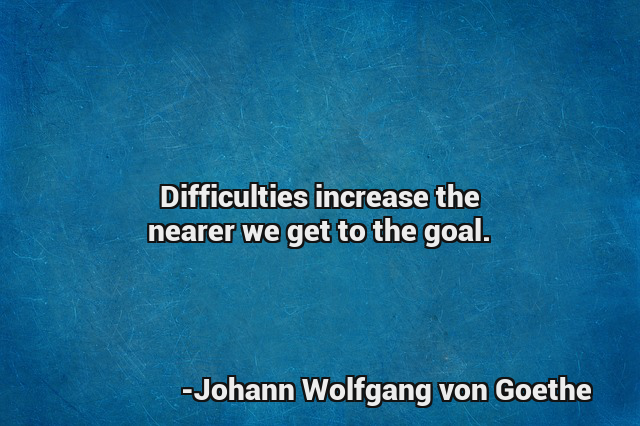 Difficulties increase the
nearer we get to the goal.
-Johann Wolfgang von Goethe